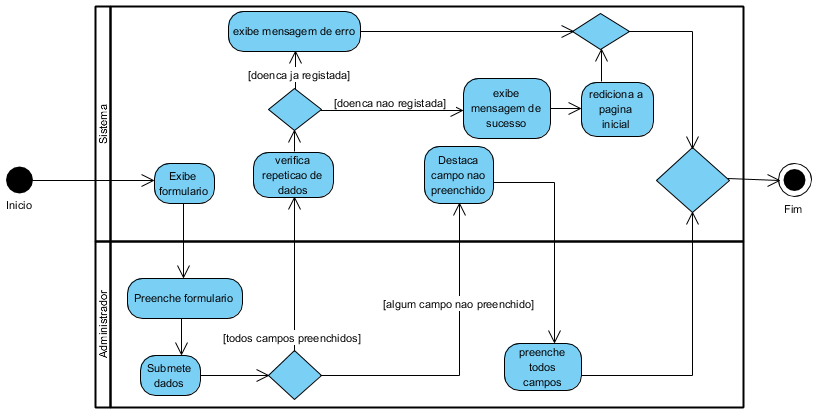 exibe mensagem de erro
[doenca ja registada]
[doenca nao registada]
exibe
mensagem de
sucesso
rediciona a
pagina
inicial
Sistema
verifica
repeticao de
dados
Destaca
campo nao
preenchido
Exibe
formulario
Inicio
Fim
Administrador
Preenche formulario
[algum campo nao preenchido]
[todos campos preenchidos]
Submete
dados
preenche
todos
campos